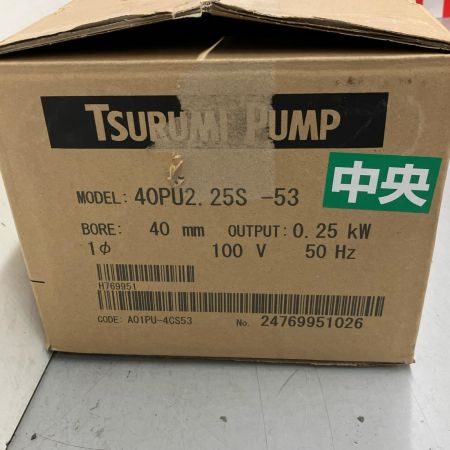 TSURUMI PUMP
中央
MODEL: 40PU2.25S -53
BORE: 40 mm OUTPUT: 0.25 kW
1φ 100 V 50 Hz
H769951
CODE: A01PU-4CS53 No. 24769951026